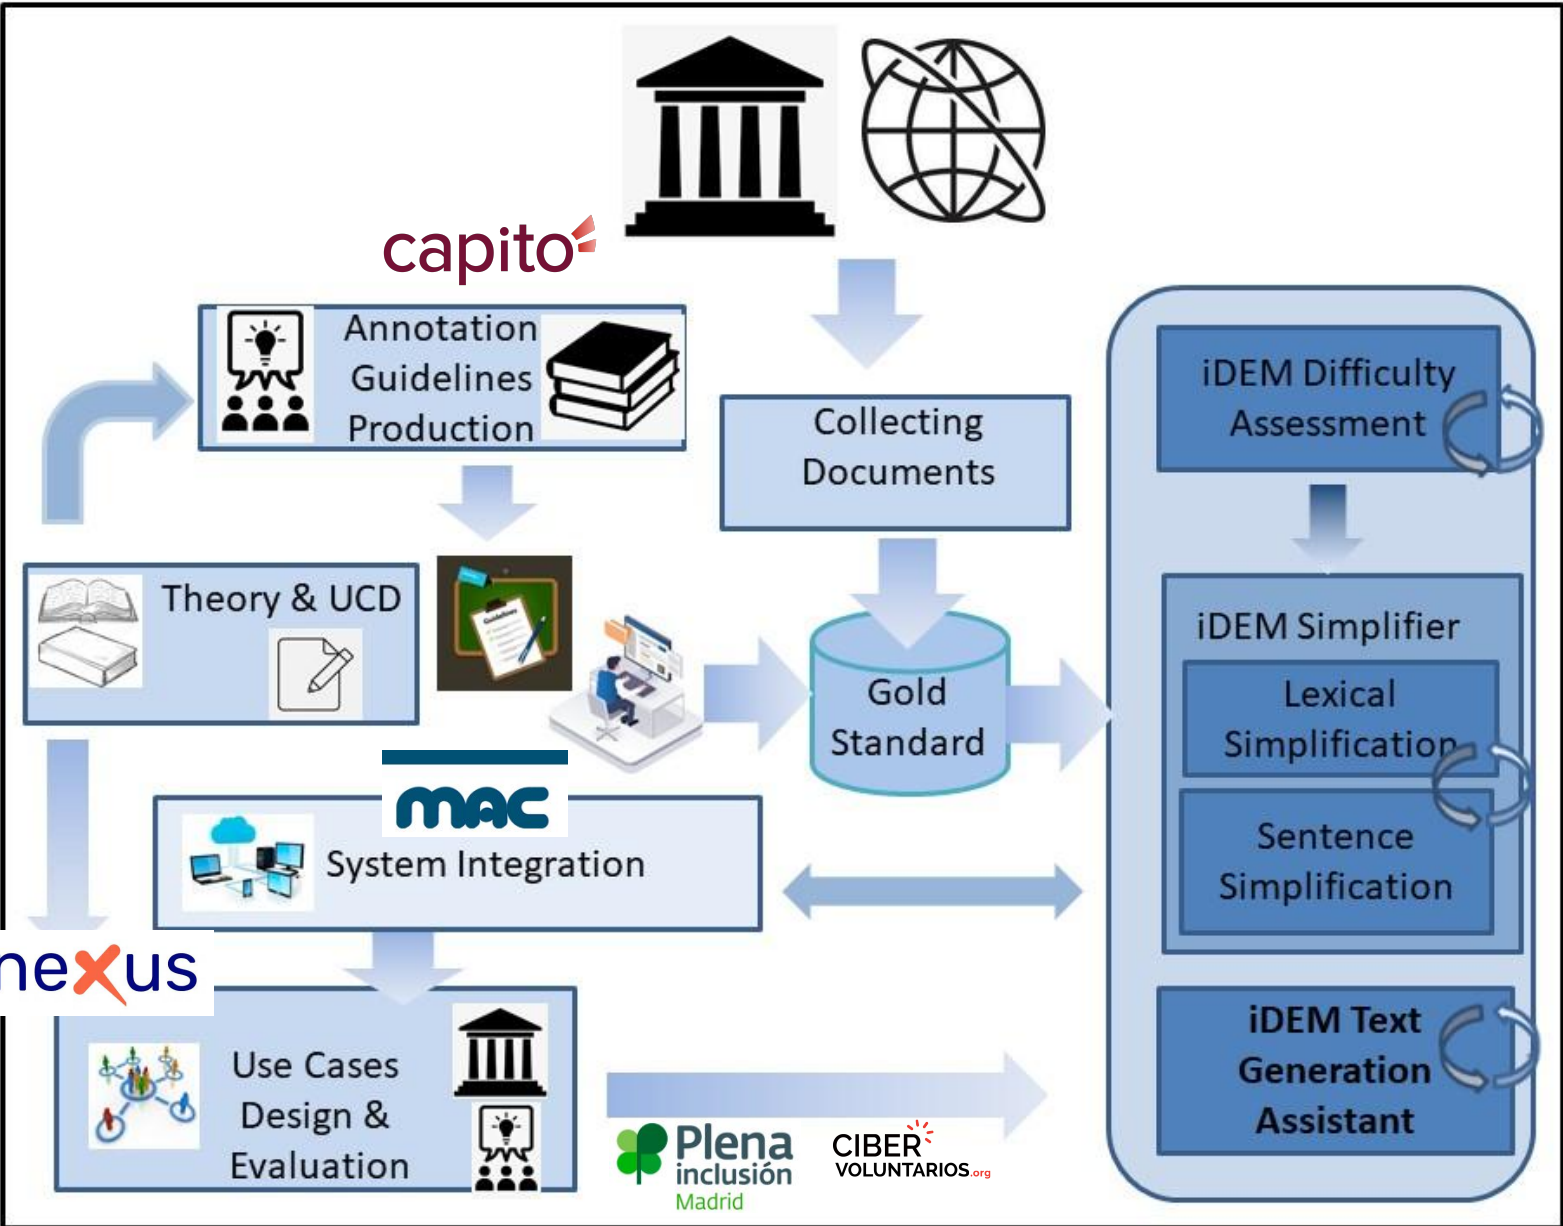 capito
Annotation
Guidelines
Production
Collecting
Documents
iDEM Difficulty
Assessment
Theory & UCD
Guidelines
iDEM Simplifier
Lexical
Simplification
Gold
Standard
mac
System Integration
Sentence
Simplification
nexus
Use Cases
Design &
Evaluation
iDEM Text
Generation
Assistant
Plena
inclusión
Madrid
CIBER
VOLUNTARIOS.org